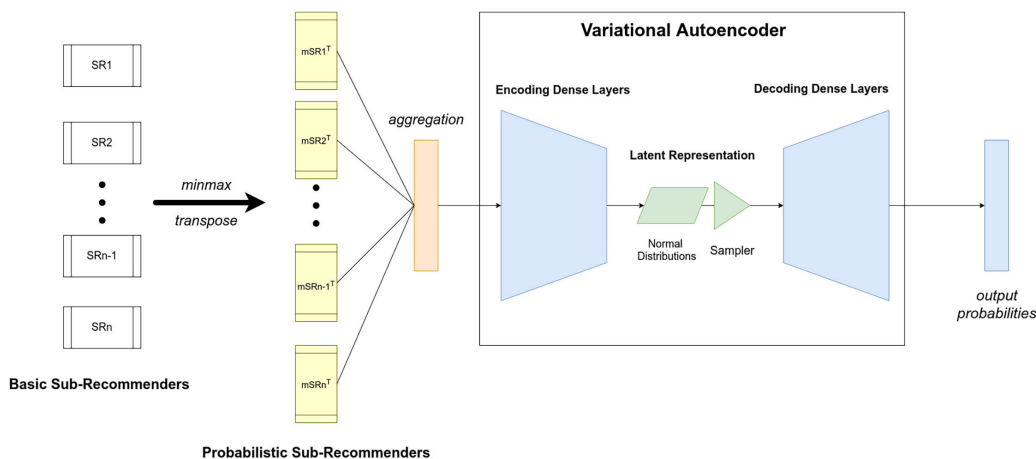 Variational Autoencoder
SR1
mSR1ᵀ
Encoding Dense Layers
Decoding Dense Layers
aggregation
SR2
mSR2ᵀ
Latent Representation
minmax
transpose
Normal
Distributions
Sampler
SRn-1
mSRn-1ᵀ
output
probabilities
SRn
Basic Sub-Recommenders
mSRnᵀ
Probabilistic Sub-Recommenders